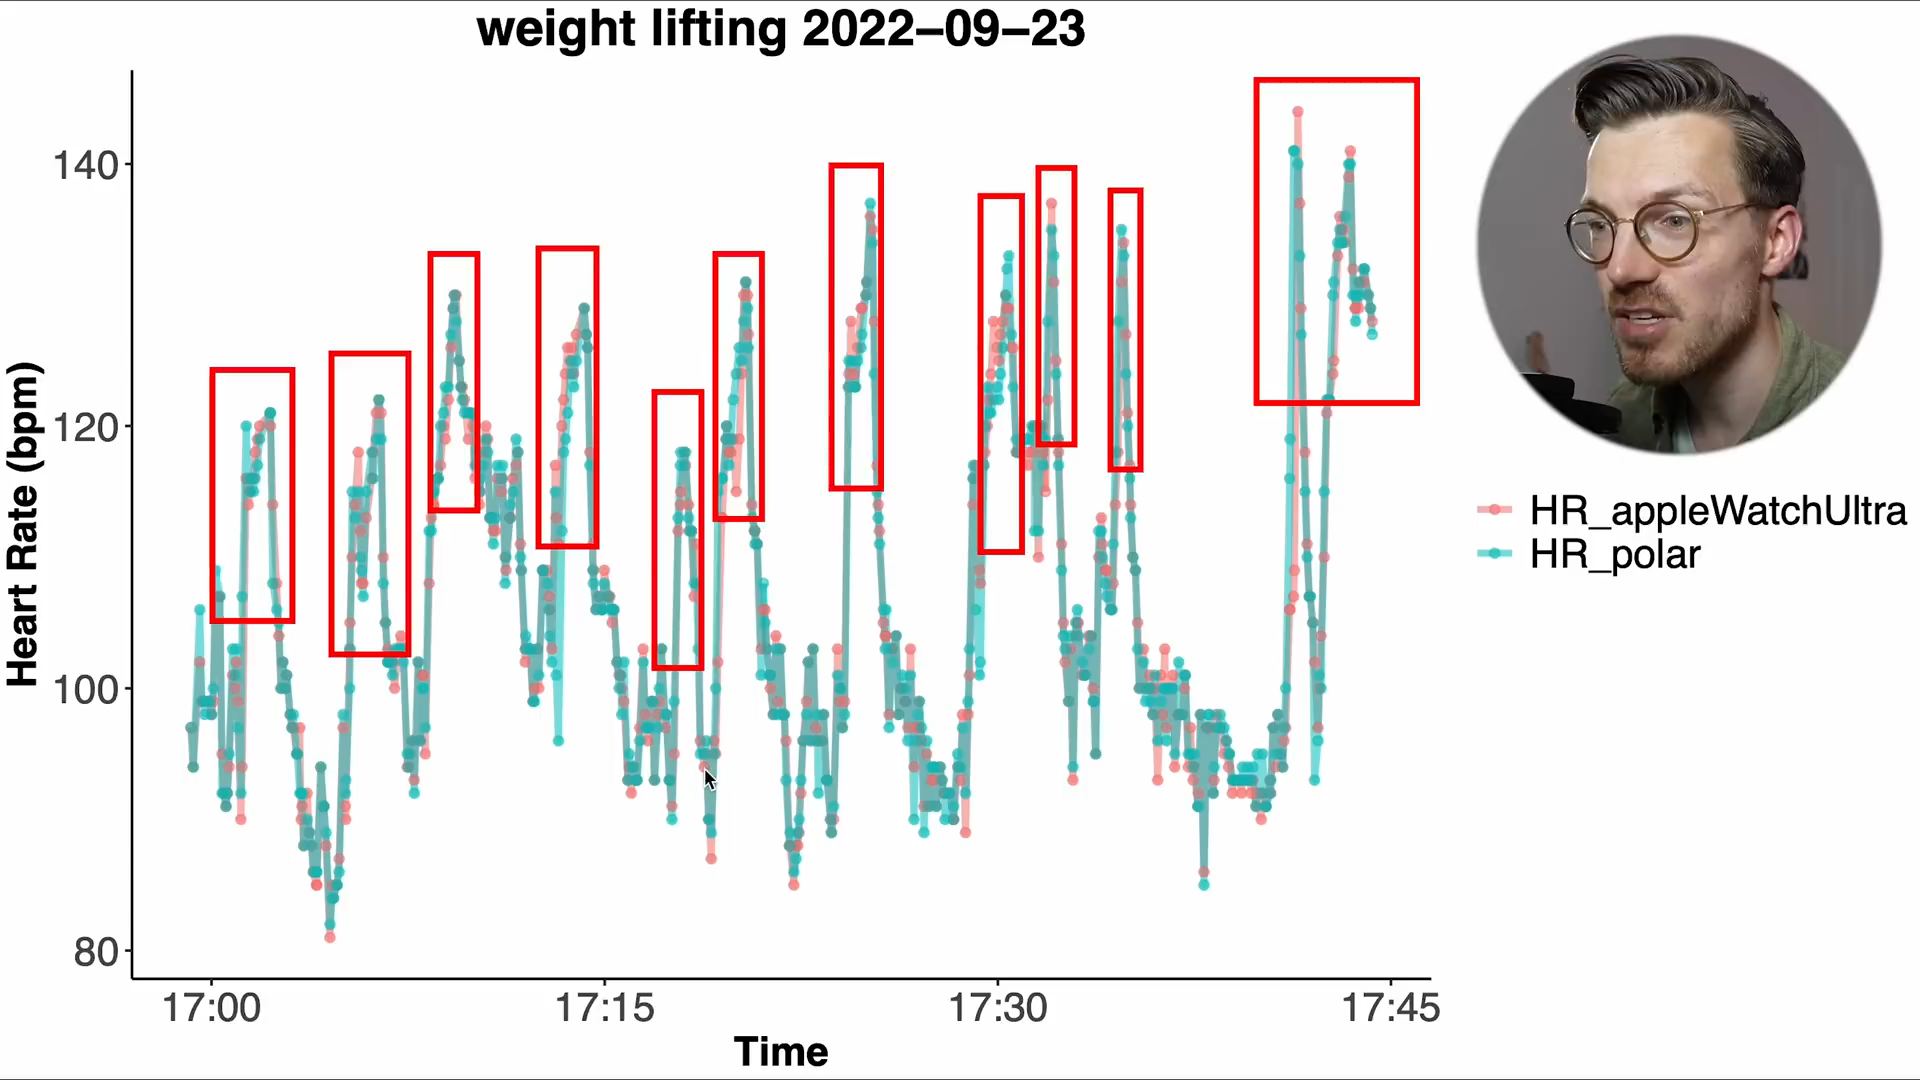 weight lifting 2022–09–23
Heart Rate (bpm)
140
120
100
80
17:00
17:15
17:30
17:45
Time
HR_appleWatchUltra
HR_polar